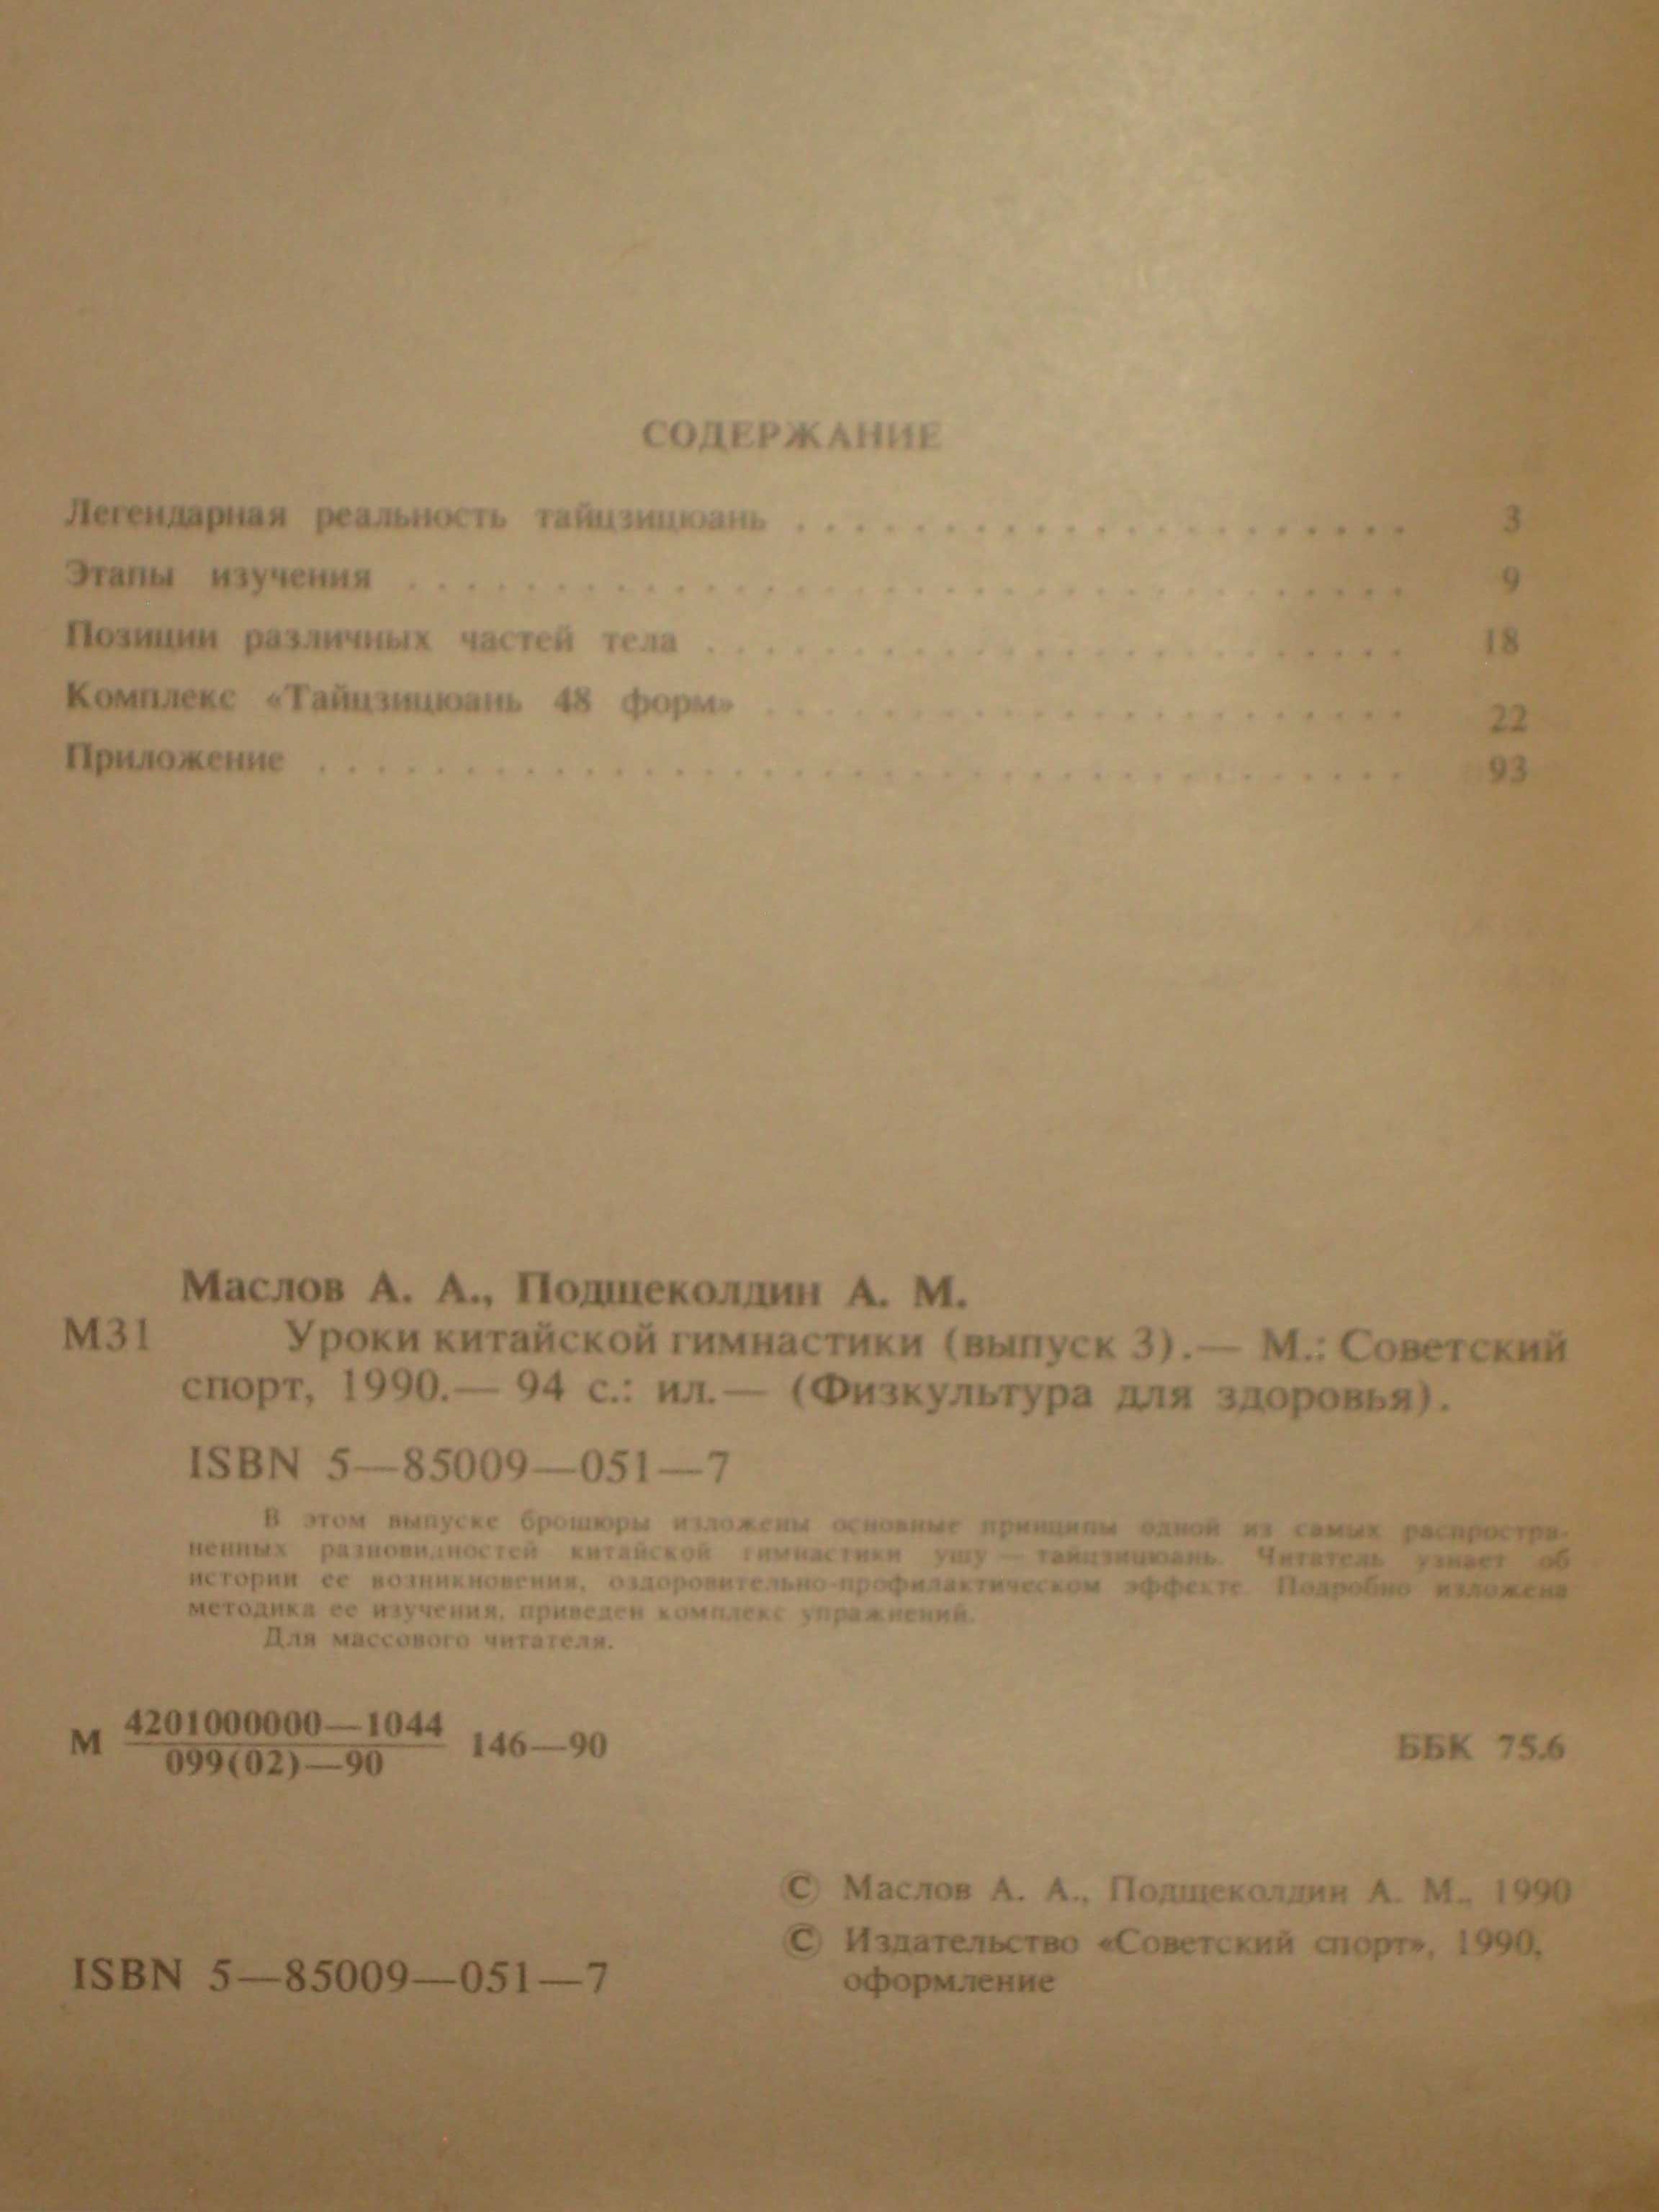 СОДЕРЖАНИЕ
Легендарная реальность тайцзицюань . . . . . . . . . . . . . . . . . . . . . 3
Этапы изучения . . . . . . . . . . . . . . . . . . . . . . . . . . . . . . . . . . 9
Позиции различных частей тела . . . . . . . . . . . . . . . . . . . . . . . . 18
Комплекс «Тайцзицюань 48 форм» . . . . . . . . . . . . . . . . . . . . . . 22
Приложение . . . . . . . . . . . . . . . . . . . . . . . . . . . . . . . . . . . . . 93
Маслов А. А., Подщеколдин А. М.
М31 Уроки китайской гимнастики (выпуск 3).— М.: Советский
спорт, 1990.— 94 с.: ил.— (Физкультура для здоровья).
ISBN 5—85009—051—7
В этом выпуске брошюры изложены основные принципы одной из самых распростра-
ненных разновидностей китайской гимнастики ушу — тайцзицюань. Читатель узнает об
истории ее возникновения, оздоровительно-профилактическом эффекте. Подробно изложена
методика ее изучения, приведен комплекс упражнений.
Для массового читателя.
М 4201000000—1044
099(02)—90 146—90 ББК 75.6
© Маслов А. А., Подщеколдин А. М., 1990
© Издательство «Советский спорт», 1990,
оформление
ISBN 5—85009—051—7